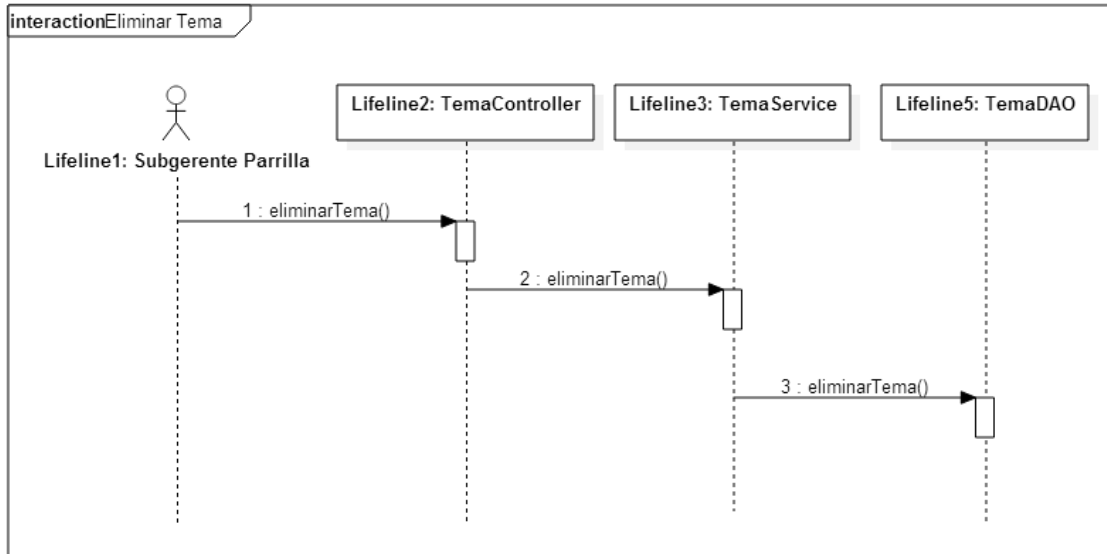 interactionEliminar Tema
Lifeline2: TemaController
Lifeline3: TemaService
Lifeline5: TemaDAO
Lifeline1: Subgerente Parrilla
1 : eliminarTema()
2 : eliminarTema()
3 : eliminarTema()